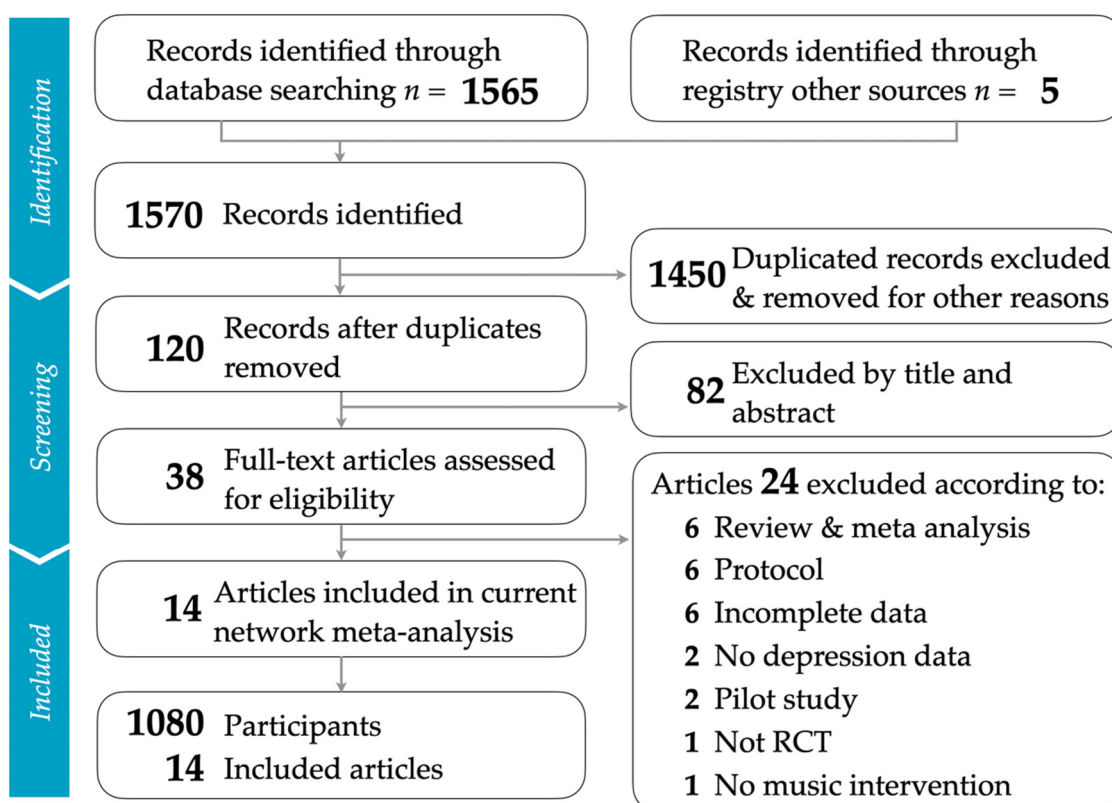 Identification
Records identified through
database searching n = 1565
Records identified through
registry other sources n = 5
1570 Records identified
1450 Duplicated records excluded
& removed for other reasons
Screening
120 Records after duplicates
removed
82 Excluded by title and
abstract
38 Full-text articles assessed
for eligibility
Articles 24 excluded according to:
6 Review & meta analysis
6 Protocol
6 Incomplete data
2 No depression data
2 Pilot study
1 Not RCT
1 No music intervention
Included
14 Articles included in current
network meta-analysis
1080 Participants
14 Included articles